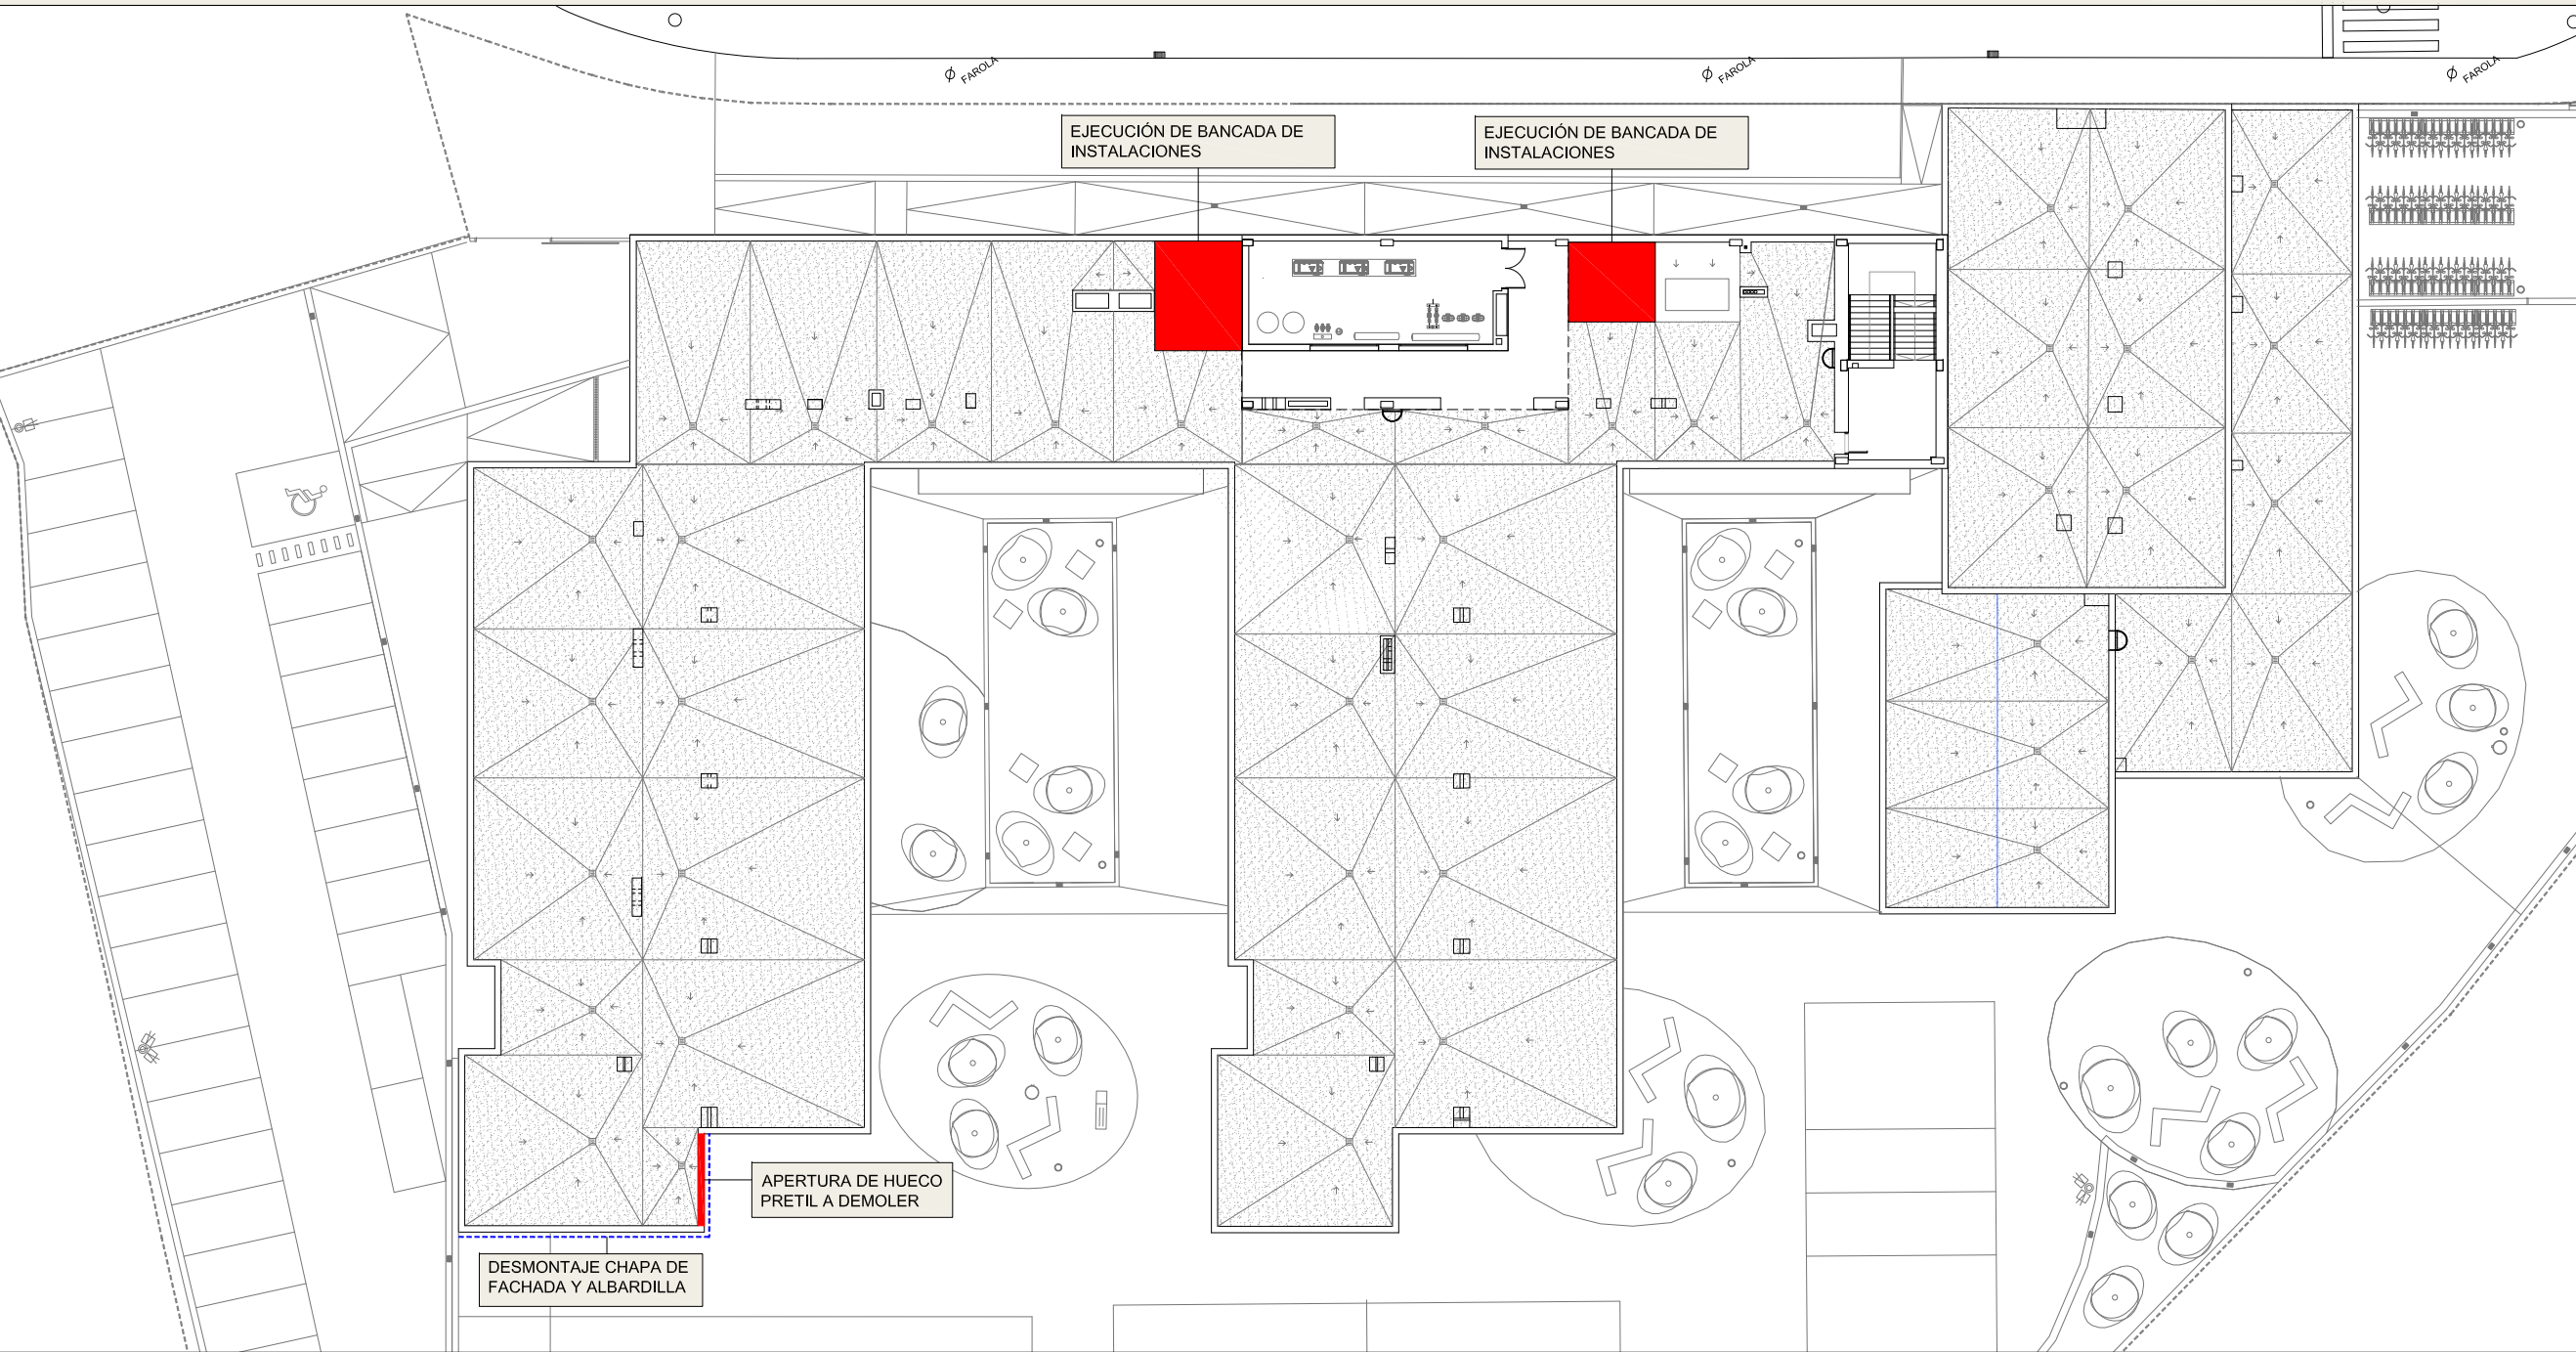 Ø FAROLA
Ø FAROLA
Ø FAROLA
EJECUCIÓN DE BANCADA DE
INSTALACIONES
EJECUCIÓN DE BANCADA DE
INSTALACIONES
APERTURA DE HUECO
PRETIL A DEMOLER
DESMONTAJE CHAPA DE
FACHADA Y ALBARDILLA